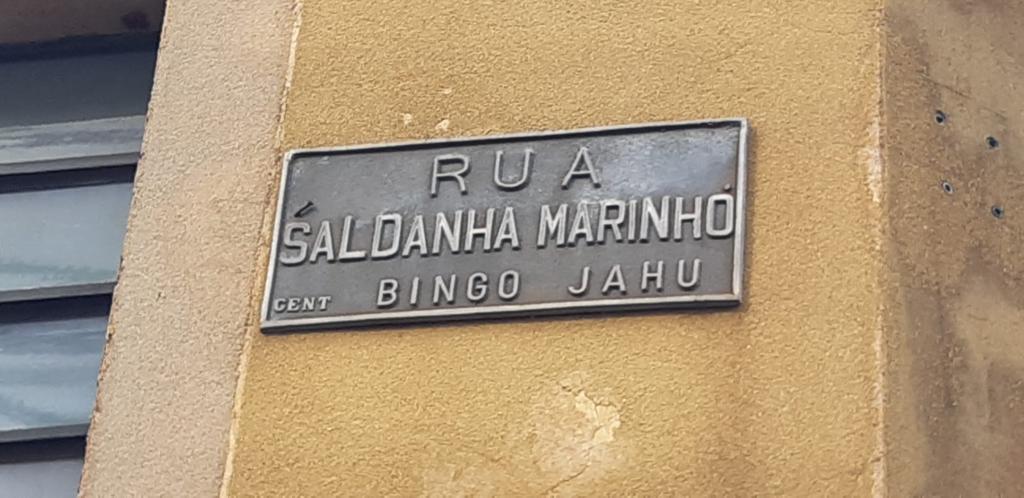 RUA
SALDANHA MARINHO
BINGO JAHU
CENT